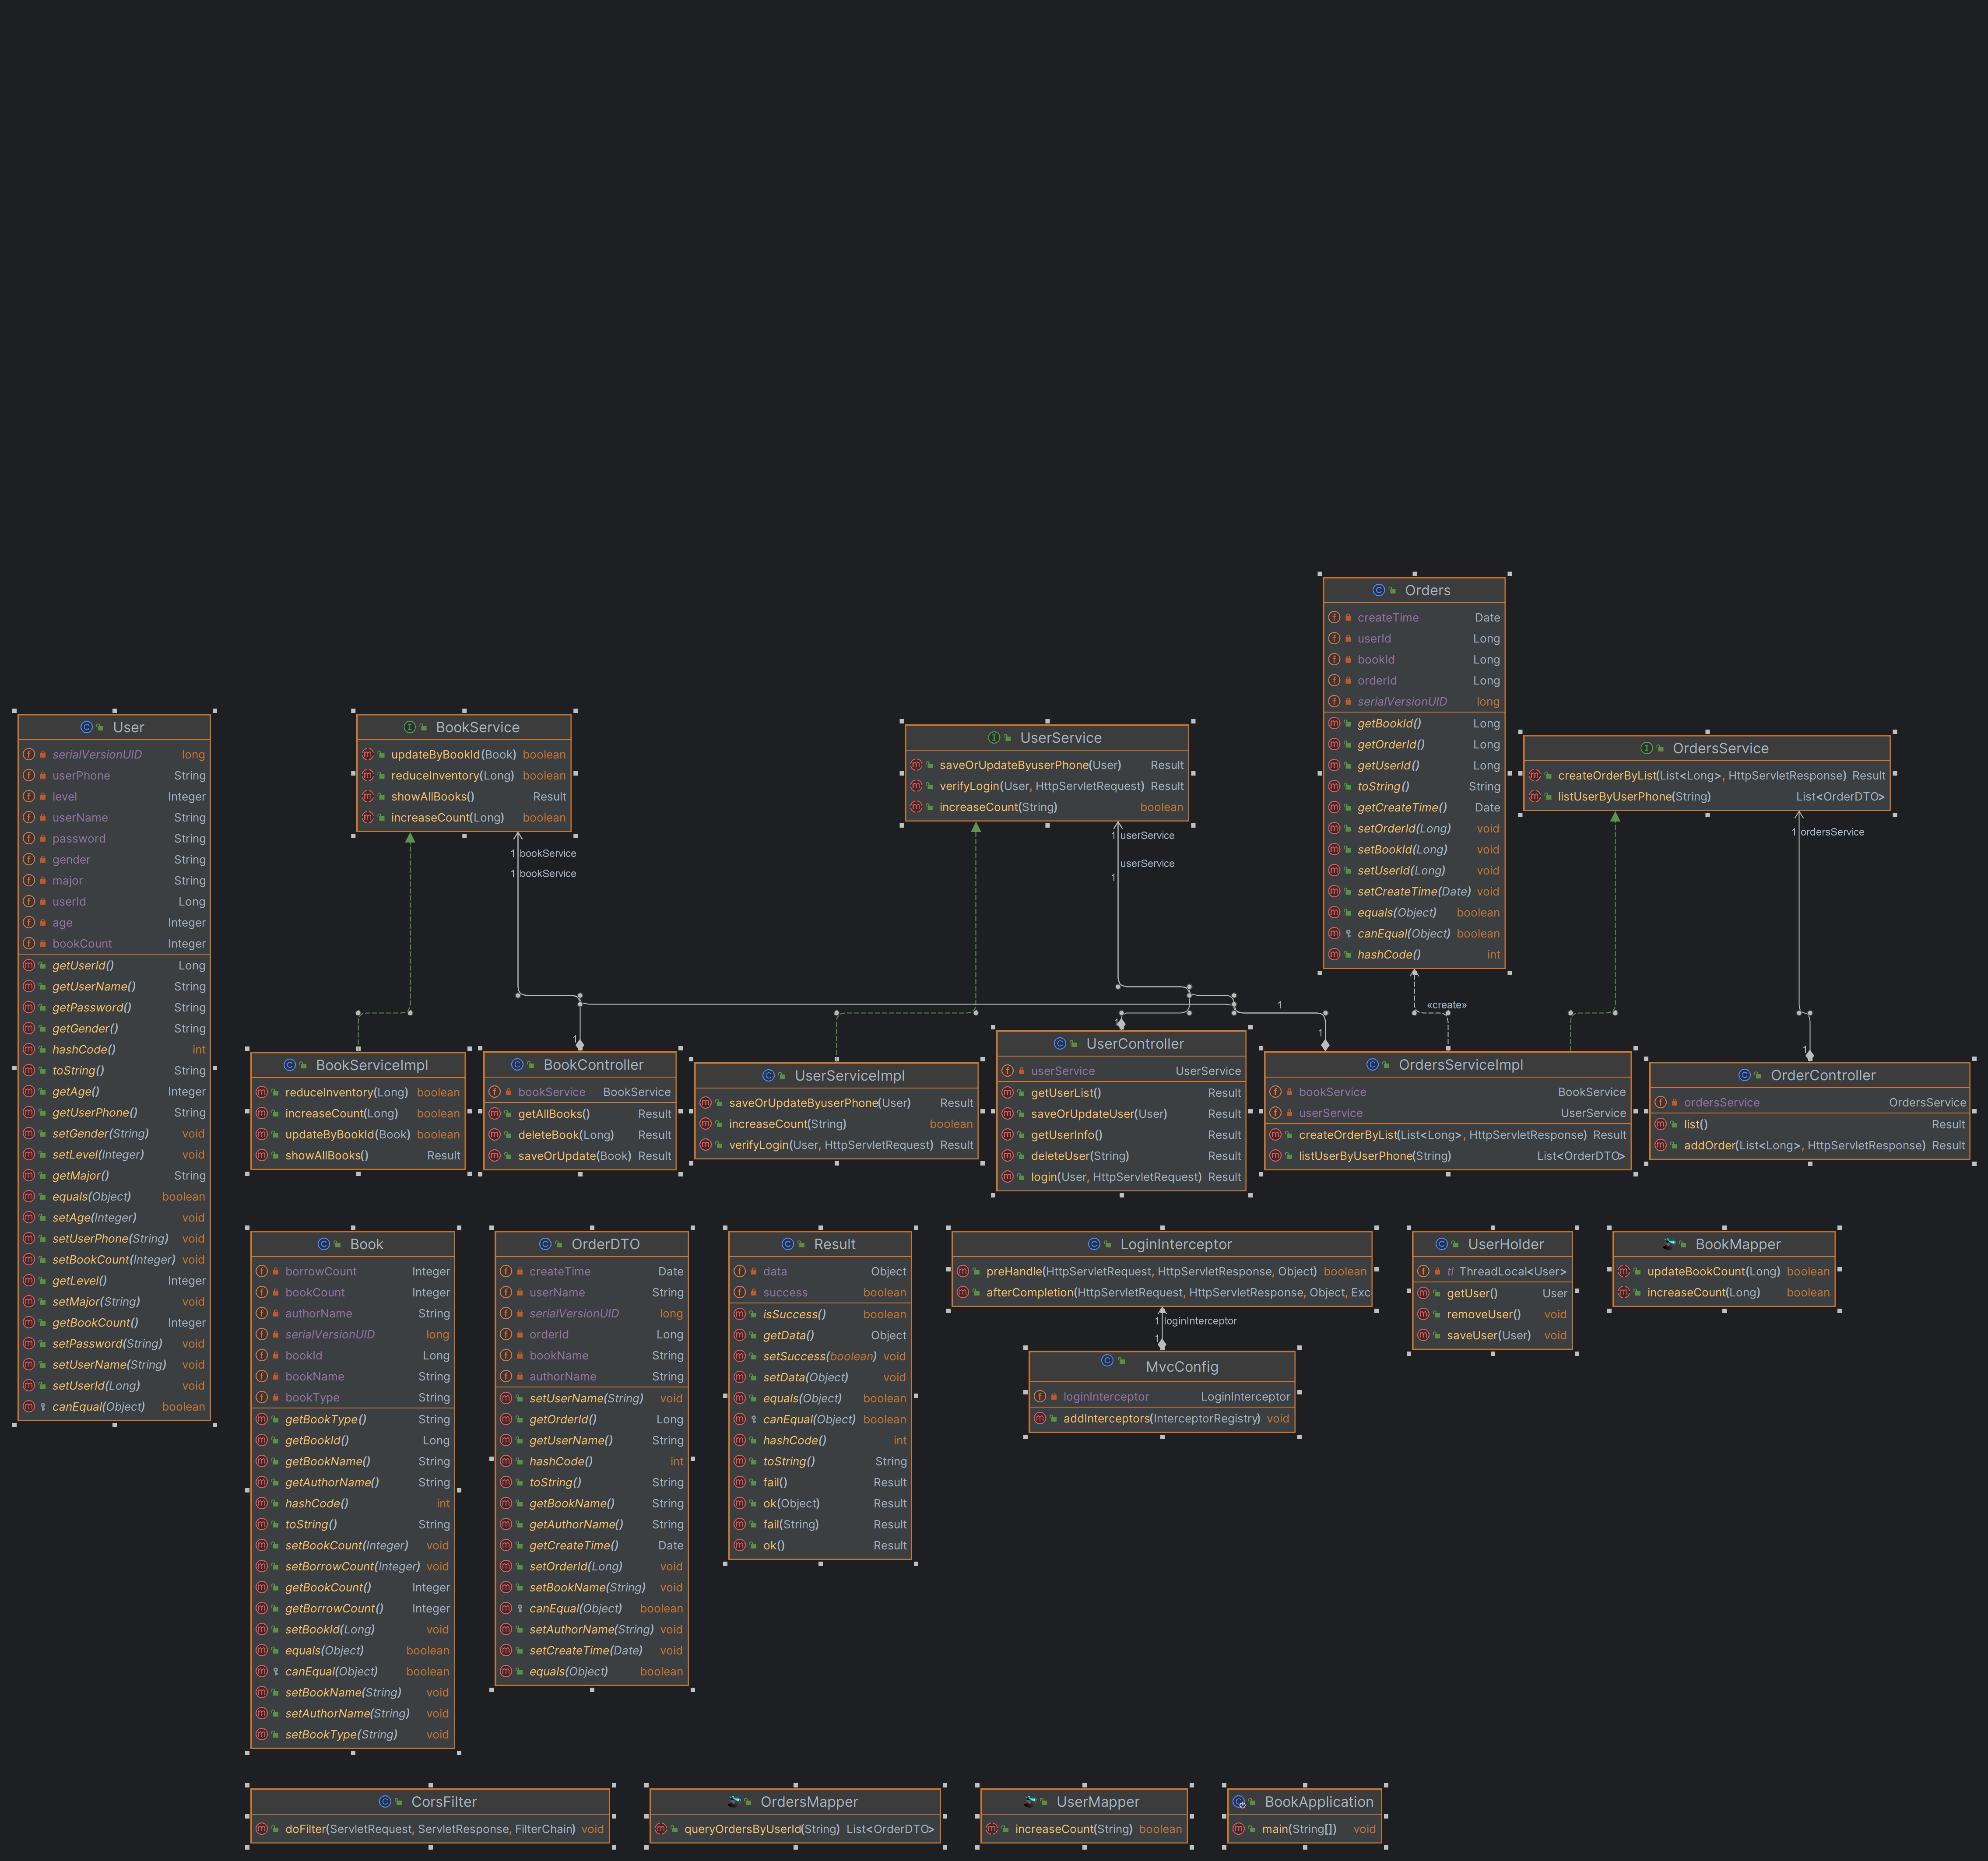 Orders
createTime Date
userId Long
bookId Long
orderId Long
serialVersionUID long
getBookId() Long
getOrderId() Long
getUserId() Long
toString() String
getCreateTime() Date
setOrderId(Long) void
setBookId(Long) void
setUserId(Long) void
setCreateTime(Date) void
equals(Object) boolean
canEqual(Object) boolean
hashCode() int
User
serialVersionUID long
userPhone String
level Integer
userName String
password String
gender String
major String
userId Long
age Integer
bookCount Integer
getUserId() Long
getUserName() String
getPassword() String
getGender() String
hashCode() int
toString() String
getAge() Integer
getUserPhone() String
setGender(String) void
setLevel(Integer) void
getMajor() String
equals(Object) boolean
setAge(Integer) void
setUserPhone(String) void
setBookCount(Integer) void
getLevel() Integer
setMajor(String) void
getBookCount() Integer
setPassword(String) void
setUserName(String) void
setUserId(Long) void
canEqual(Object) boolean
BookService
updateByBookId(Book) boolean
reduceInventory(Long) boolean
showAllBooks() Result
increaseCount(Long) boolean
1 bookService
1 bookService
UserService
saveOrUpdateByuserPhone(User) Result
verifyLogin(User, HttpServletRequest) Result
increaseCount(String) boolean
1 userService
userService
1
OrdersService
createOrderByList(List<Long>, HttpServletResponse) Result
listUserByUserPhone(String) List<OrderDTO>
1 ordersService
«create»
1
1
1
1
1
BookServiceImpl
reduceInventory(Long) boolean
increaseCount(Long) boolean
updateByBookId(Book) boolean
showAllBooks() Result
BookController
bookService BookService
getAllBooks() Result
deleteBook(Long) Result
saveOrUpdate(Book) Result
UserServiceImpl
saveOrUpdateByuserPhone(User) Result
increaseCount(String) boolean
verifyLogin(User, HttpServletRequest) Result
UserController
userService UserService
getUserList() Result
saveOrUpdateUser(User) Result
getUserInfo() Result
deleteUser(String) Result
login(User, HttpServletRequest) Result
OrdersServiceImpl
bookService BookService
userService UserService
createOrderByList(List<Long>, HttpServletResponse) Result
listUserByUserPhone(String) List<OrderDTO>
OrderController
ordersService OrdersService
list() Result
addOrder(List<Long>, HttpServletResponse) Result
Book
borrowCount Integer
bookCount Integer
authorName String
serialVersionUID long
bookId Long
bookName String
bookType String
getBookType() String
getBookId() Long
getBookName() String
getAuthorName() String
hashCode() int
toString() String
setBookCount(Integer) void
setBorrowCount(Integer) void
getBookCount() Integer
getBorrowCount() Integer
setBookId(Long) void
equals(Object) boolean
canEqual(Object) boolean
setBookName(String) void
setAuthorName(String) void
setBookType(String) void
OrderDTO
createTime Date
userName String
serialVersionUID long
orderId Long
bookName String
authorName String
setUserName(String) void
getOrderId() Long
getUserName() String
hashCode() int
toString() String
getBookName() String
getAuthorName() String
getCreateTime() Date
setOrderId(Long) void
setBookName(String) void
canEqual(Object) boolean
setAuthorName(String) void
setCreateTime(Date) void
equals(Object) boolean
Result
data Object
success boolean
isSuccess() boolean
getData() Object
setSuccess(boolean) void
setData(Object) void
equals(Object) boolean
canEqual(Object) boolean
hashCode() int
toString() String
fail() Result
ok(Object) Result
fail(String) Result
ok() Result
LoginInterceptor
preHandle(HttpServletRequest, HttpServletResponse, Object) boolean
afterCompletion(HttpServletRequest, HttpServletResponse, Object, Exc
1 loginInterceptor
1
MvcConfig
loginInterceptor LoginInterceptor
addInterceptors(InterceptorRegistry) void
UserHolder
tl ThreadLocal<User>
getUser() User
removeUser() void
saveUser(User) void
BookMapper
updateBookCount(Long) boolean
increaseCount(Long) boolean
CorsFilter
doFilter(ServletRequest, ServletResponse, FilterChain) void
OrdersMapper
queryOrdersByUserId(String) List<OrderDTO>
UserMapper
increaseCount(String) boolean
BookApplication
main(String[]) void